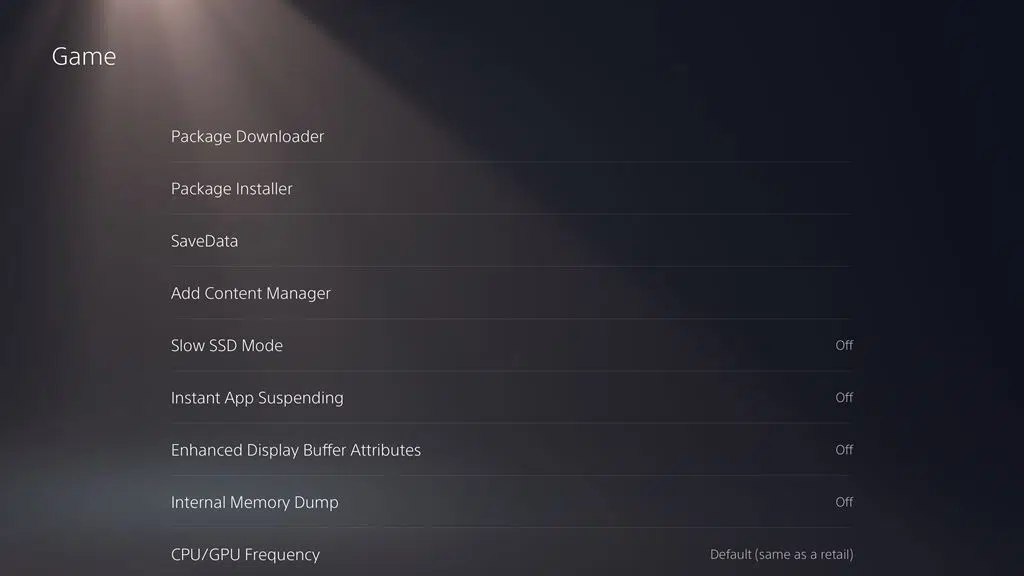 Game
Package Downloader
Package Installer
SaveData
Add Content Manager
Slow SSD Mode Off
Instant App Suspending Off
Enhanced Display Buffer Attributes Off
Internal Memory Dump Off
CPU/GPU Frequency Default (same as a retail)